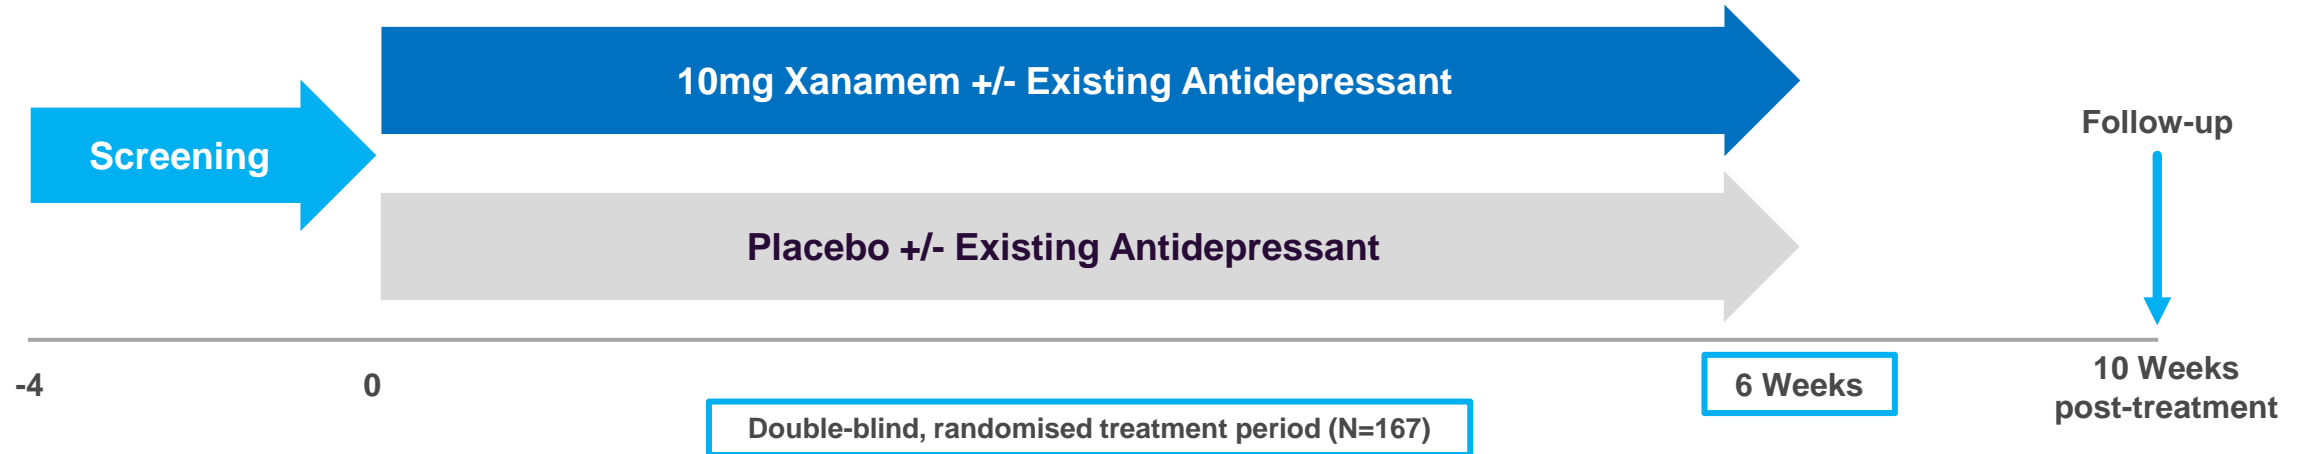 10mg Xanamem +/- Existing Antidepressant
Screening
Follow-up
Placebo +/- Existing Antidepressant
-4
0
6 Weeks
10 Weeks
post-treatment
Double-blind, randomised treatment period (N=167)